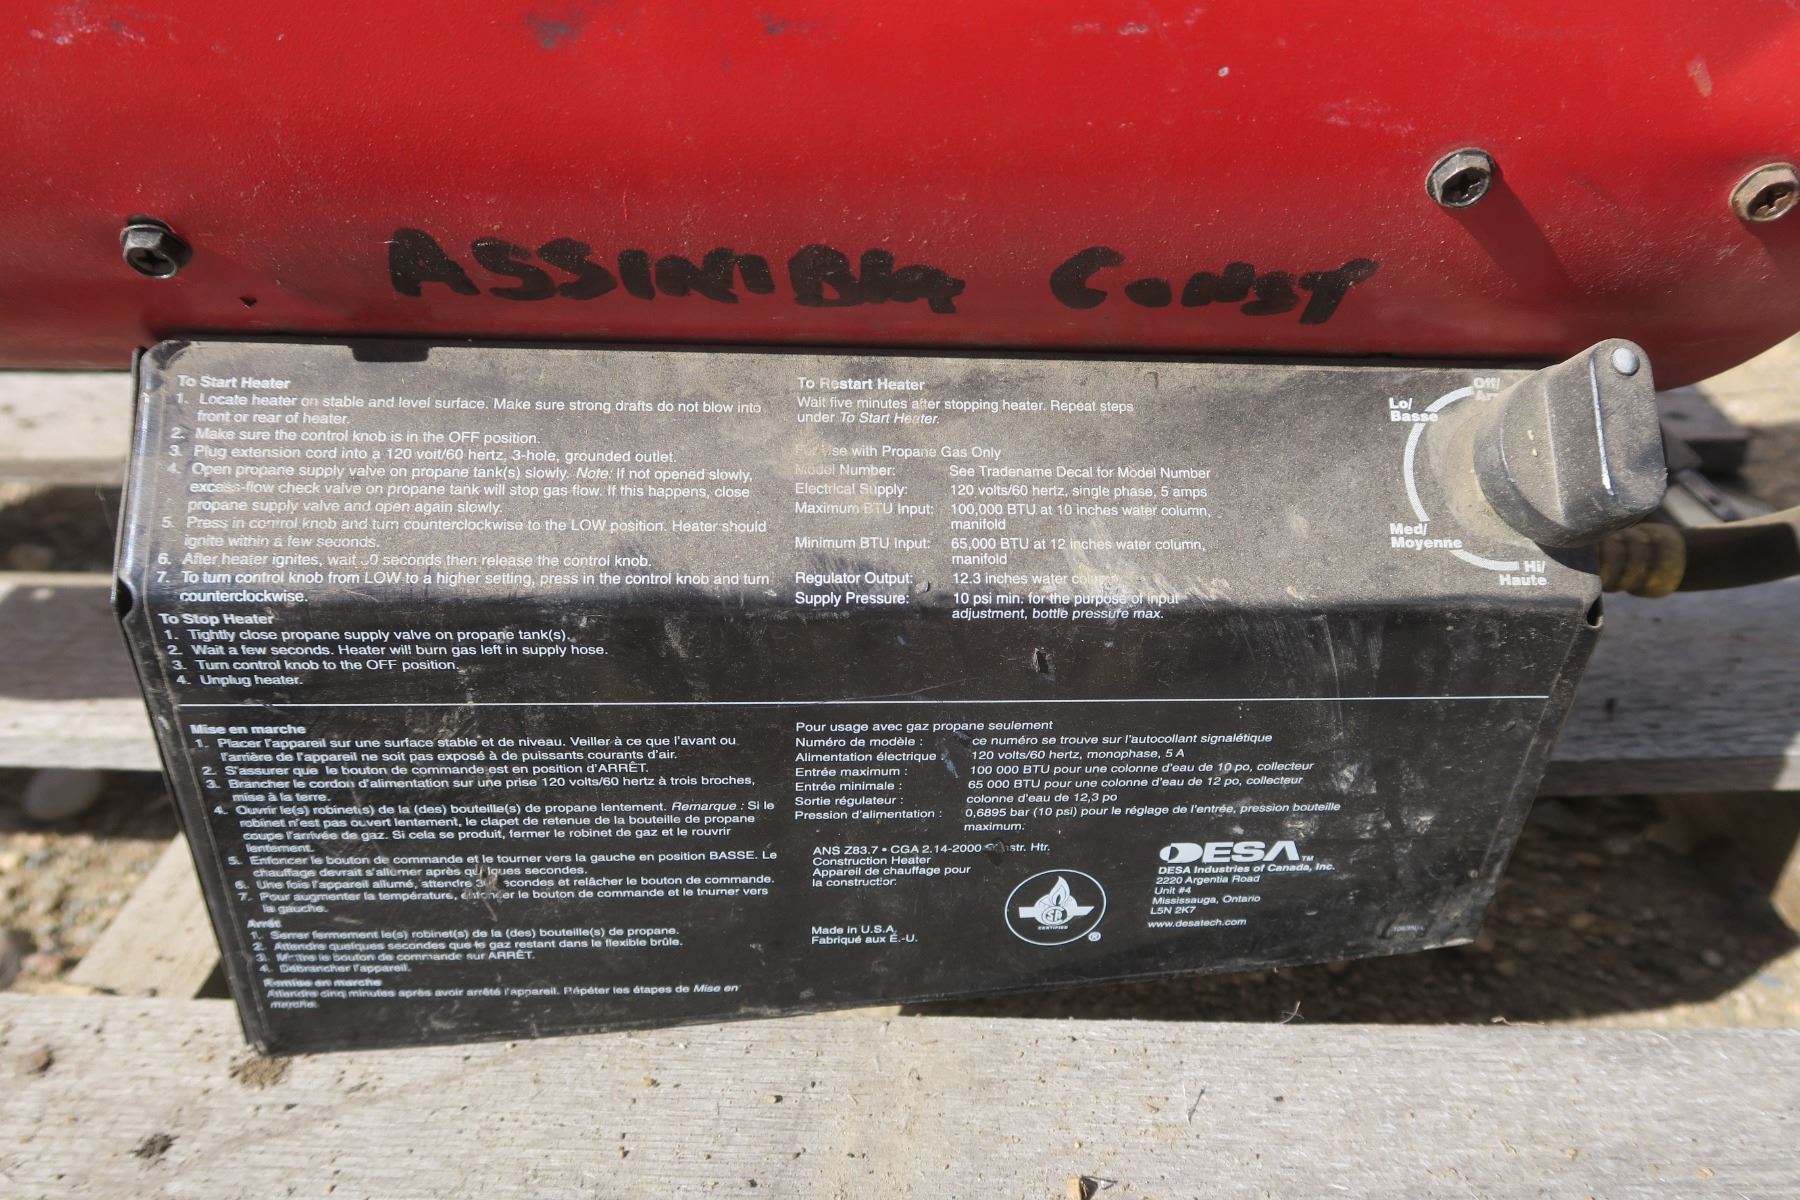 ASSINIBINE CONST
To Start Heater
1. Locate heater on stable and level surface. Make sure strong drafts do not blow into
front or rear of heater.
2. Make sure the control knob is in the OFF position.
3. Plug extension cord into a 120 volt/60 hertz, 3-hole, grounded outlet.
4. Open propane supply valve on propane tank(s) slowly. Note: If not opened slowly,
excess-flow check valve on propane tank will stop gas flow. If this happens, close
propane supply valve and open again slowly.
5. Press in control knob and turn counterclockwise to the LOW position. Heater should
ignite within a few seconds.
6. After heater ignites, wait 30 seconds then release the control knob.
7. To turn control knob from LOW to a higher setting, press in the control knob and turn
counterclockwise.
To Stop Heater
1. Tightly close propane supply valve on propane tank(s).
2. Wait a few seconds. Heater will burn gas left in supply hose.
3. Turn control knob to the OFF position.
4. Unplug heater.
To Restart Heater
Wait five minutes after stopping heater. Repeat steps
under To Start Heater.
For Use with Propane Gas Only
Model Number: See Tradename Decal for Model Number
Electrical Supply: 120 volts/60 hertz, single phase, 5 amps
Maximum BTU Input: 100,000 BTU at 10 inches water column,
manifold
Minimum BTU Input: 65,000 BTU at 12 inches water column,
manifold
Regulator Output: 12.3 inches water column
Supply Pressure: 10 psi min. for the purpose of input
adjustment, bottle pressure max.
Off/
Arr
Lo/
Basse
Med/
Moyenne
Hi/
Haute
Mise en marche
1. Placer l'appareil sur une surface stable et de niveau. Veiller à ce que l'avant ou
l'arrière de l'appareil ne soit pas exposé à de puissants courants d'air.
2. S'assurer que le bouton de commande est en position d'ARRÊT.
3. Brancher le cordon d'alimentation sur une prise 120 volts/60 hertz à trois broches,
mise à la terre.
4. Ouvrir le(s) robinet(s) de la (des) bouteille(s) de propane lentement. Remarque : Si le
robinet n'est pas ouvert lentement, le clapet de retenue de la bouteille de propane
coupe l'arrivée de gaz. Si cela se produit, fermer le robinet de gaz et le rouvrir
lentement.
5. Enfoncer le bouton de commande et le tourner vers la gauche en position BASSE. Le
chauffage devrait s'allumer après quelques secondes.
6. Une fois l'appareil allumé, attendre 30 secondes et relâcher le bouton de commande.
7. Pour augmenter la température, enfoncer le bouton de commande et le tourner vers
la gauche.
Arrêt
1. Serrer fermement le(s) robinet(s) de la (des) bouteille(s) de propane.
2. Attendre quelques secondes que le gaz restant dans le flexible brûle.
3. Mettre le bouton de commande sur ARRÊT.
4. Débrancher l'appareil.
Remise en marche
Attendre cinq minutes après avoir arrêté l'appareil. Répéter les étapes de Mise en
marche.
Pour usage avec gaz propane seulement
Numéro de modèle : ce numéro se trouve sur l'autocollant signalétique
Alimentation électrique : 120 volts/60 hertz, monophase, 5 A
Entrée maximum : 100 000 BTU pour une colonne d'eau de 10 po, collecteur
Entrée minimale : 65 000 BTU pour une colonne d'eau de 12 po, collecteur
Sortie régulateur : colonne d'eau de 12,3 po
Pression d'alimentation : 0,6895 bar (10 psi) pour le réglage de l'entrée, pression bouteille
maximum.
ANS Z83.7 • CGA 2.14-2000 Constr. Htr.
Construction Heater
Appareil de chauffage pour
la construction
Made in U.S.A.
Fabriqué aux É.-U.
CERTIFIED
®
DESA™
DESA Industries of Canada, Inc.
2220 Argentia Road
Unit #4
Mississauga, Ontario
L5N 2K7
www.desatech.com